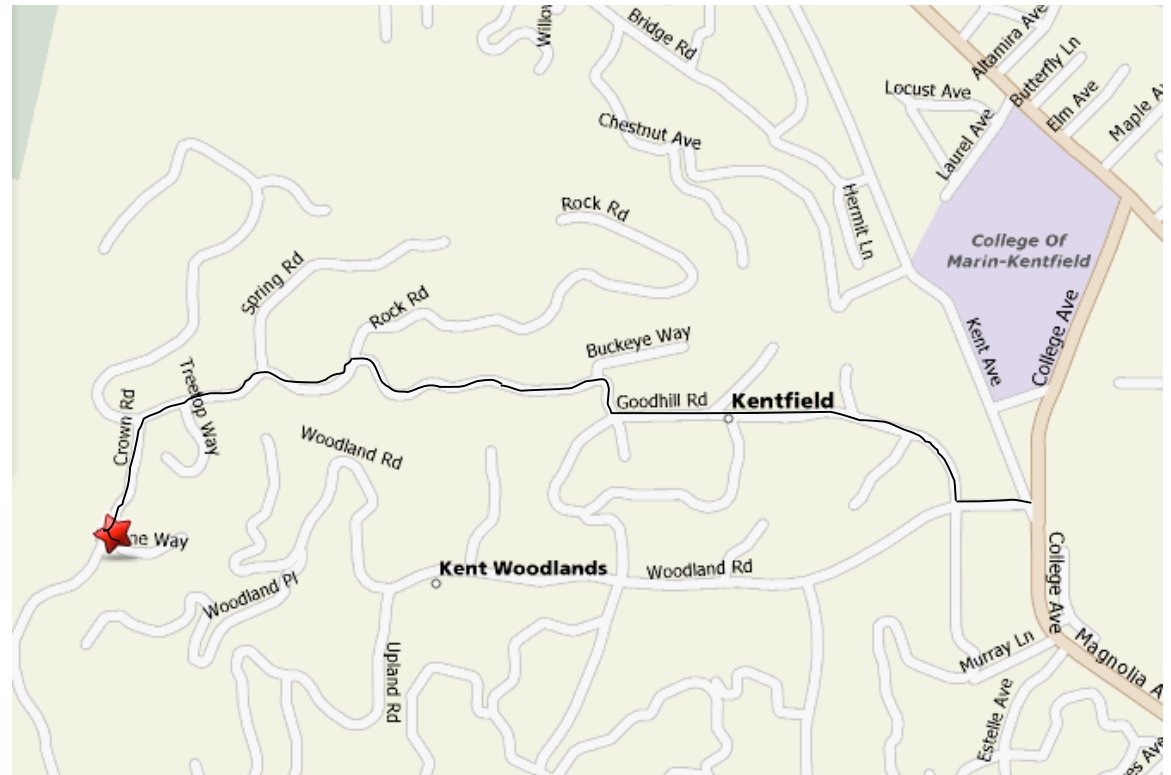 Bridge Rd
Altamira Ave
Butterfly Ln
Locust Ave
Elm Ave
Laurel Ave
Chestnut Ave
Hermit Ln
Rock Rd
College Of
Marin-Kentfield
Spring Rd
Rock Rd
Kent Ave
College Ave
Buckeye Way
Treetop Way
Goodhill Rd
Kentfield
Crown Rd
Woodland Rd
Way
Kent Woodlands
Woodland Rd
Woodland Pl
College Ave
Upland Rd
Murray Ln
Magnolia A
Estelle Ave